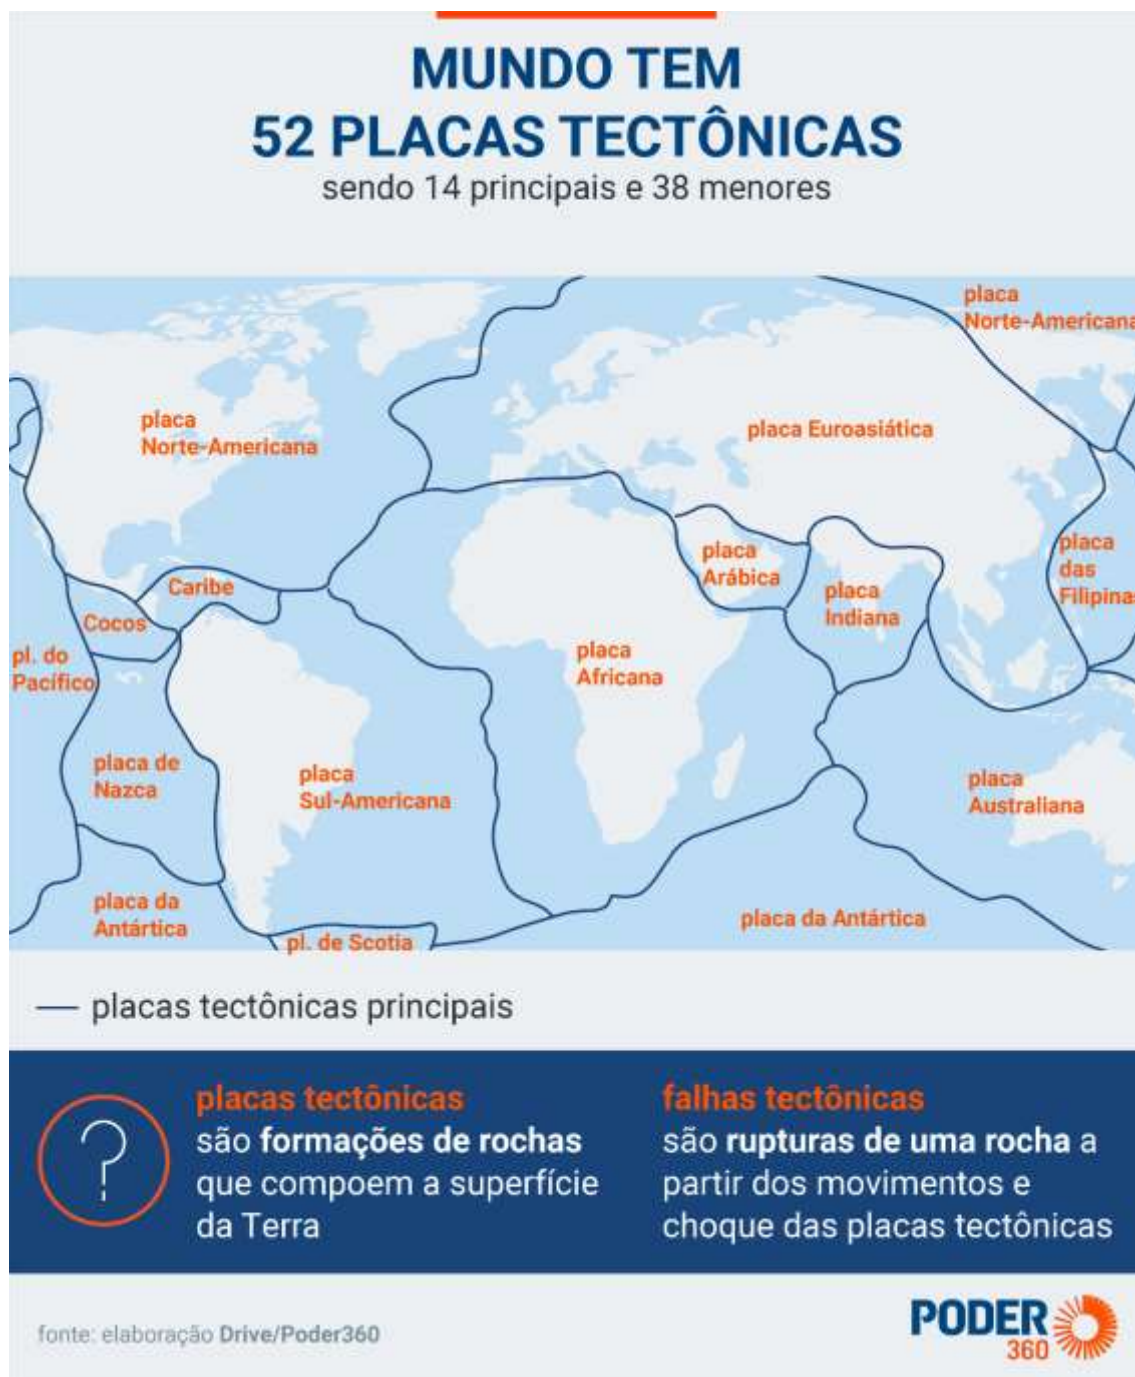 MUNDO TEM
52 PLACAS TECTÔNICAS
sendo 14 principais e 38 menores
placa
Norte-Americana
placa
Norte-Americana
placa Euroasiática
placa
Arábica
placa
das
Filipinas
Caribe
placa
Indiana
Cocos
pl. do
Pacífico
placa
Africana
placa de
Nazca
placa
Sul-Americana
placa
Australiana
placa da
Antártica
placa da Antártica
pl. de Scotia
placas tectônicas principais
placas tectônicas
são formações de rochas
que compoem a superfície
da Terra
falhas tectônicas
são rupturas de uma rocha a
partir dos movimentos e
choque das placas tectônicas
fonte: elaboração Drive/Poder360
PODER
360